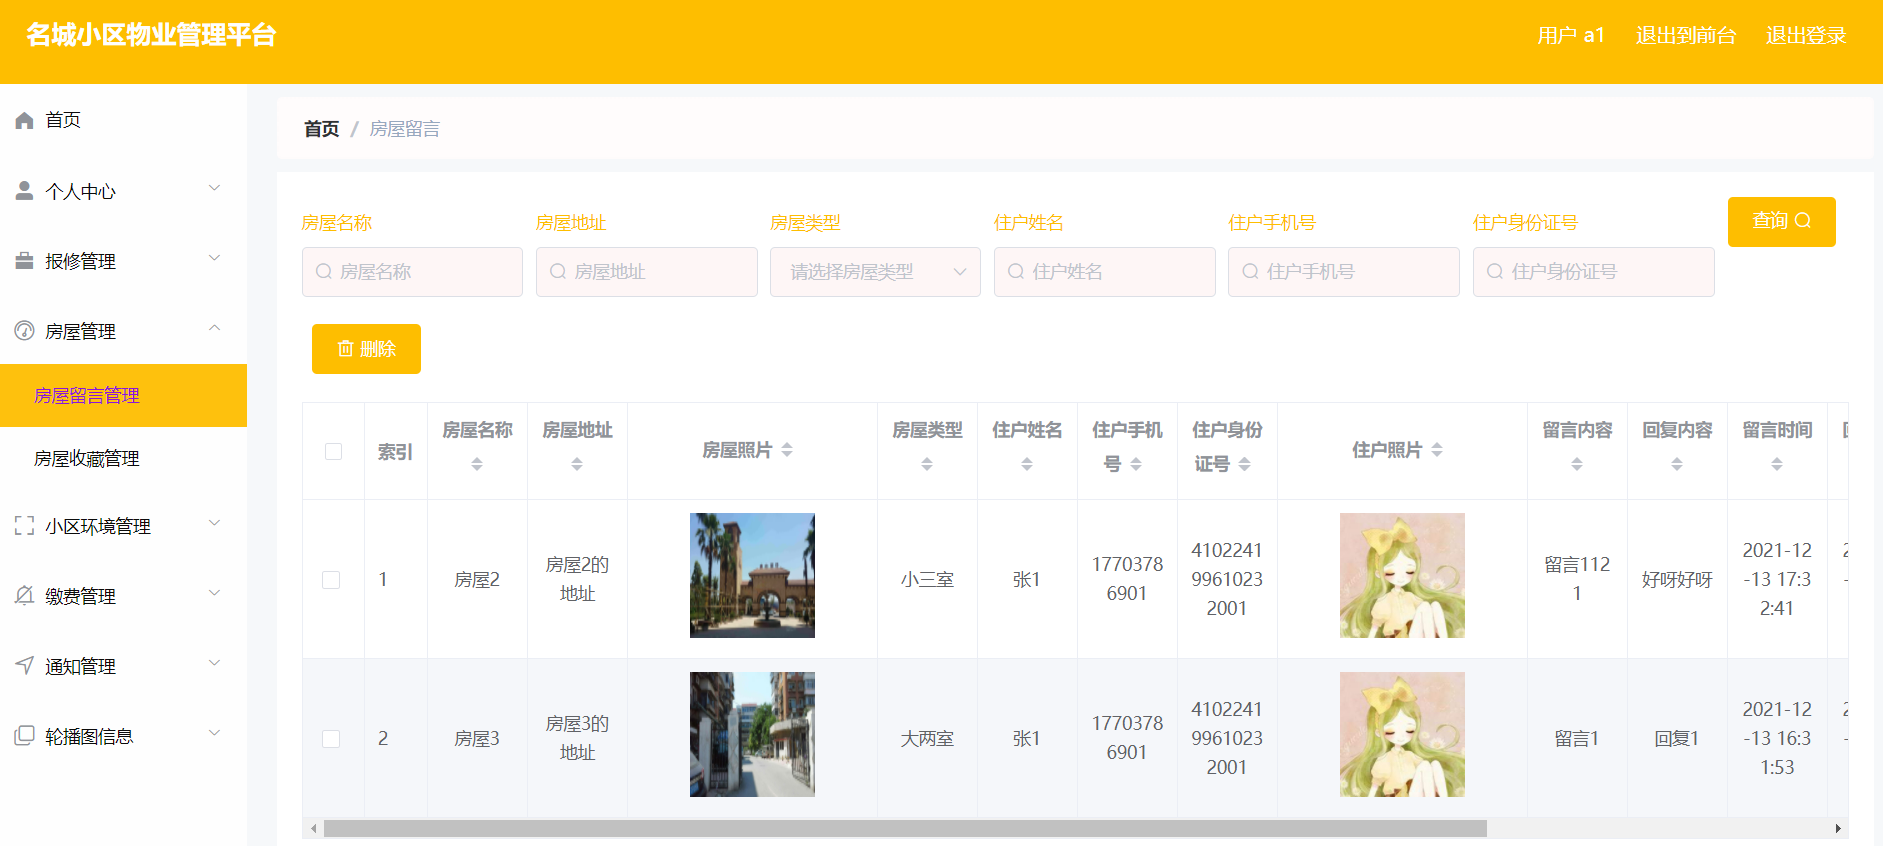 名城小区物业管理平台
用户 a1 退出到前台 退出登录
首页
个人中心
报修管理
房屋管理
房屋留言管理
房屋收藏管理
小区环境管理
缴费管理
通知管理
轮播图信息
首页 / 房屋留言
房屋名称 房屋地址 房屋类型 住户姓名 住户手机号 住户身份证号
查询
房屋名称 房屋地址 请选择房屋类型 住户姓名 住户手机号 住户身份证号
删除
索引 房屋名称 房屋地址 房屋照片 房屋类型 住户姓名 住户手机号 住户身份证号 住户照片 留言内容 回复内容 留言时间
1 房屋2 房屋2的地址 小三室 张1 17703786901 410224199610232001 留言1121 好呀好呀 2021-12-13 17:32:41
2 房屋3 房屋3的地址 大两室 张1 17703786901 410224199610232001 留言1 回复1 2021-12-13 16:31:53